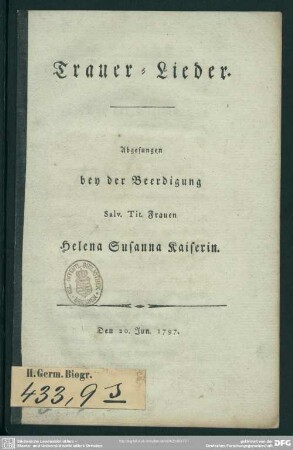 Trauer-Lieder.
Abgesungen
bey der Beerdigung
Salv. Tit. Frauen
Helena Susanna Kaiserin.
Den 20. Jun. 1797.
H. Germ. Biogr.
433,9 s
DFG